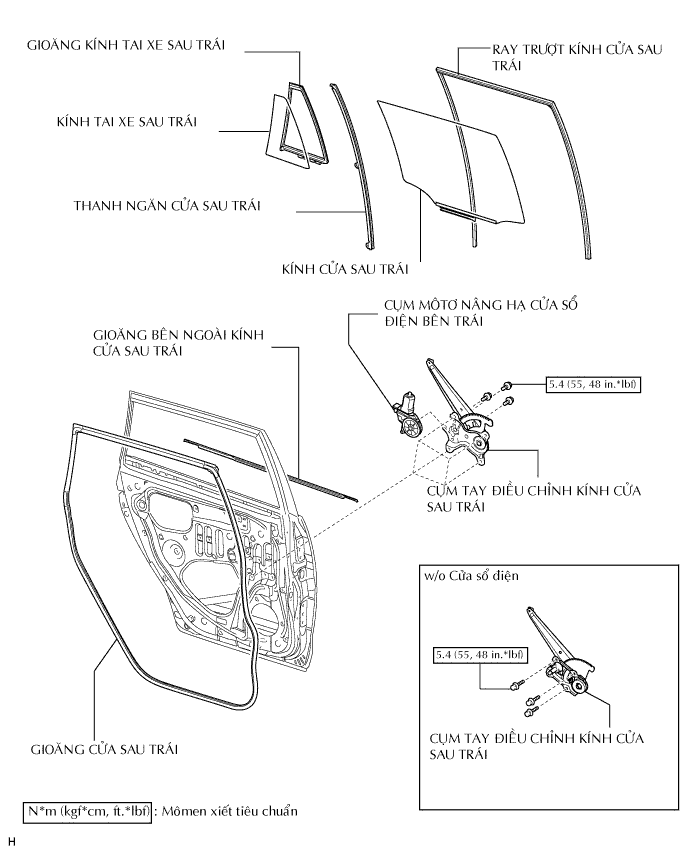 GIOĂNG KÍNH TAI XE SAU TRÁI
RAY TRƯỢT KÍNH CỬA SAU
TRÁI
KÍNH TAI XE SAU TRÁI
THANH NGĂN CỬA SAU TRÁI
KÍNH CỬA SAU TRÁI
CỤM MÔTƠ NÂNG HẠ CỬA SỔ
ĐIỆN BÊN TRÁI
GIOĂNG BÊN NGOÀI KÍNH
CỬA SAU TRÁI
5.4 (55, 48 in.*lbf)
CỤM TAY ĐIỀU CHỈNH KÍNH CỬA
SAU TRÁI
w/o Cửa sổ điện
5.4 (55, 48 in.*lbf)
CỤM TAY ĐIỀU CHỈNH KÍNH CỬA
SAU TRÁI
GIOĂNG CỬA SAU TRÁI
N*m (kgf*cm, ft.*lbf) : Mômen xiết tiêu chuẩn
H